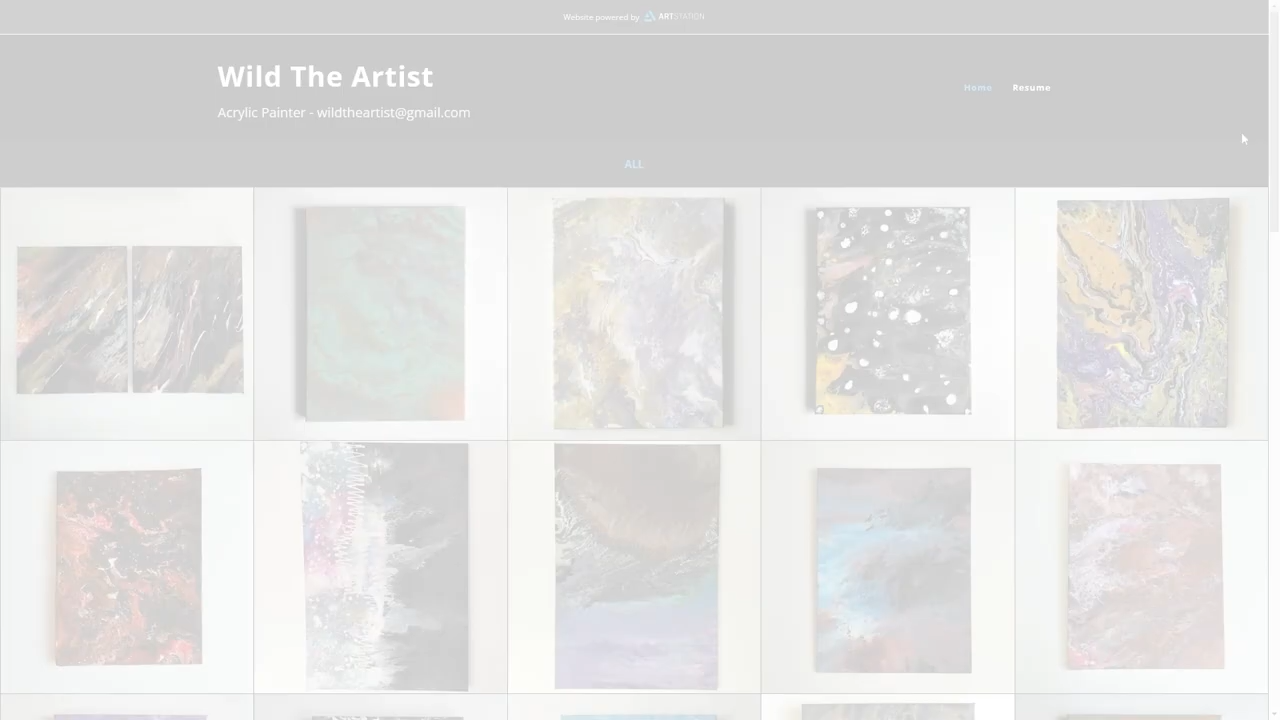 Website powered by ARTSTATION
Wild The Artist
Acrylic Painter - wildtheartist@gmail.com
Home Resume
ALL